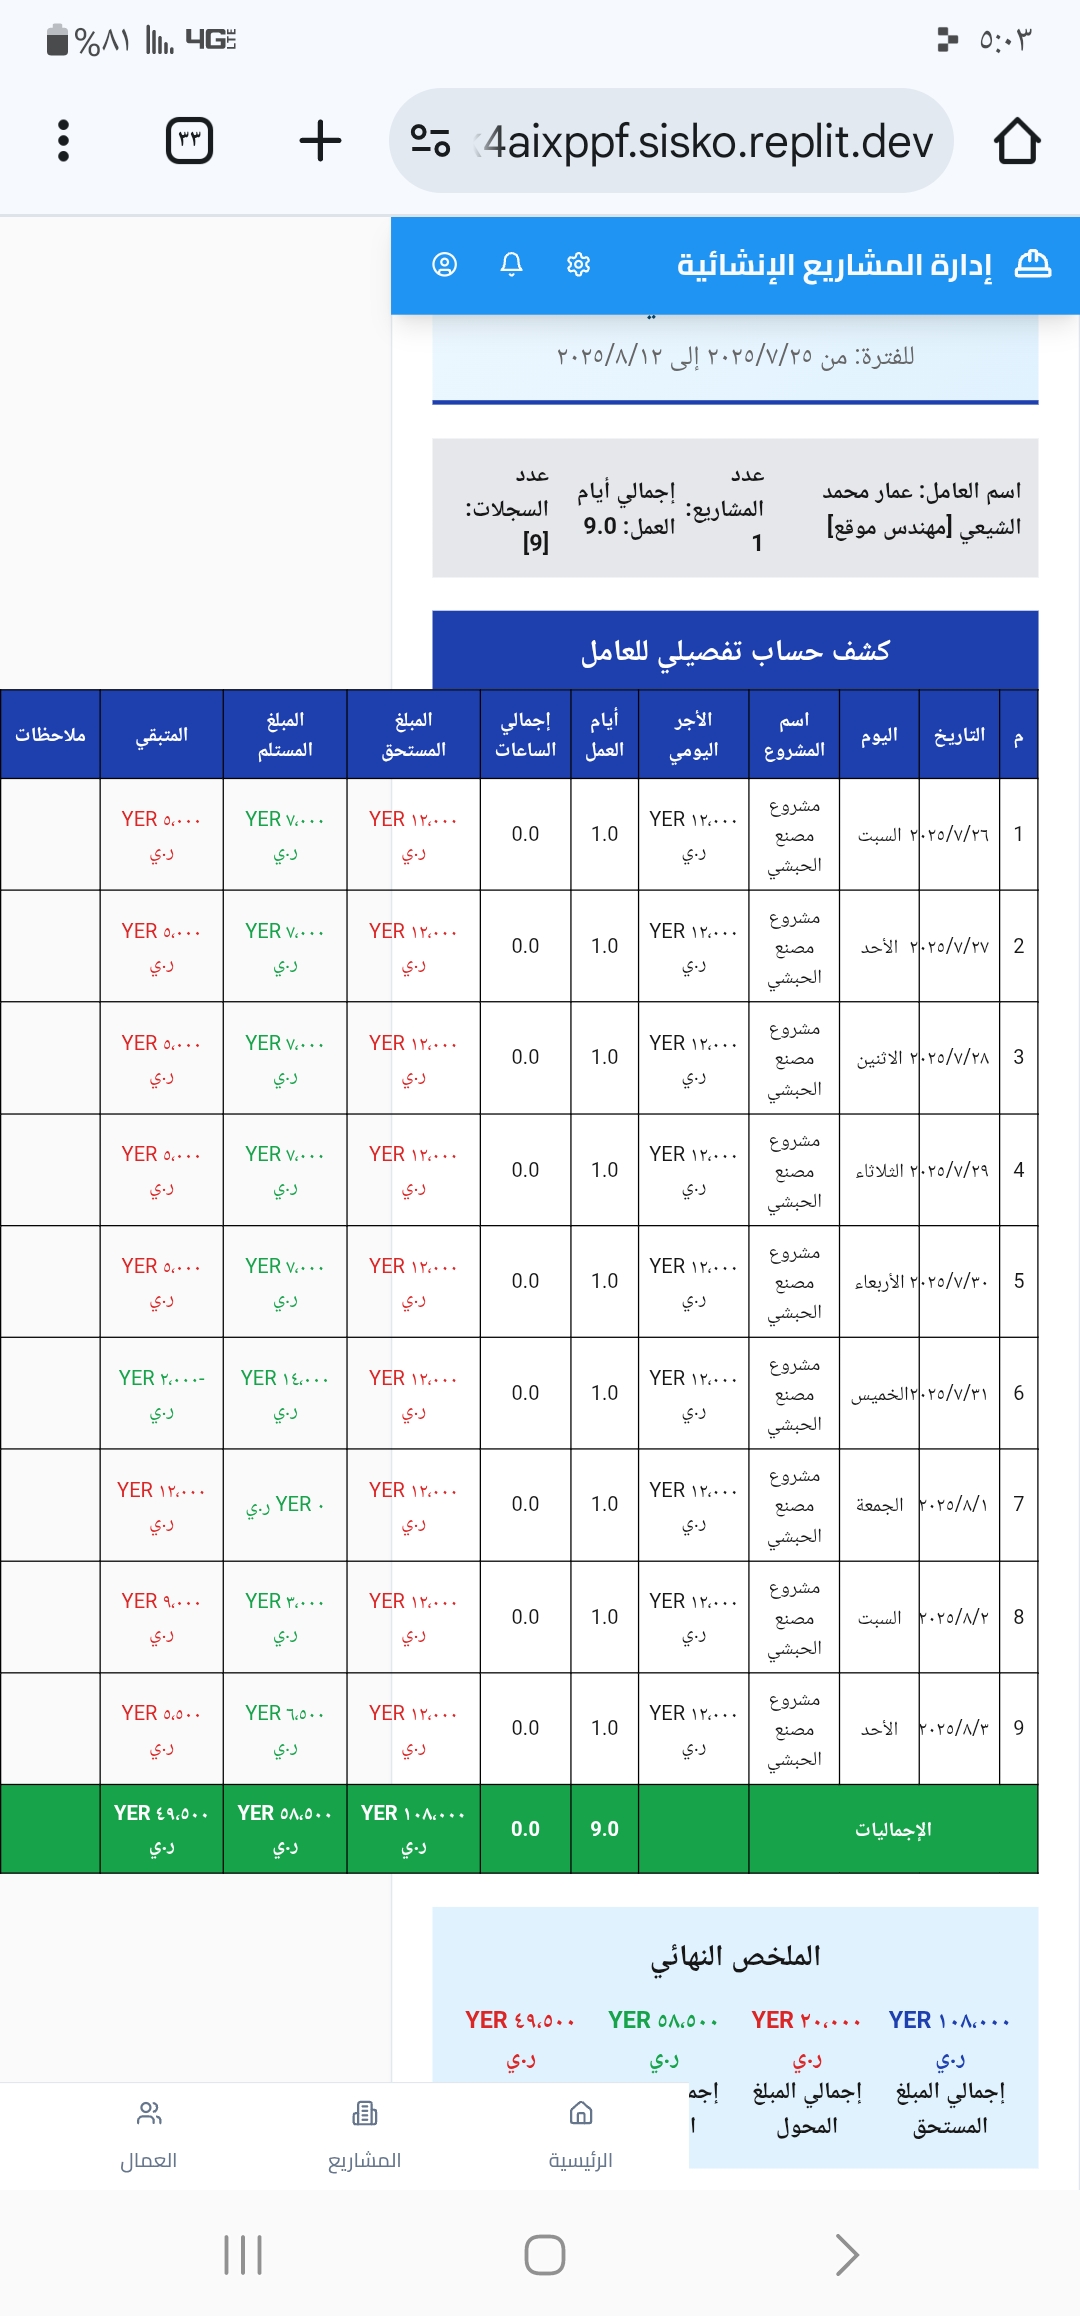 ٥:٠٣
4G LTE
%٨١
4aixppf.sisko.replit.dev
٣٣
إدارة المشاريع الإنشائية
للفترة: من ٢٠٢٥/٧/٢٥ إلى ٢٠٢٥/٨/١٢
اسم العامل: عمار محمد
الشيعي [مهندس موقع]
عدد
المشاريع:
1
إجمالي أيام
العمل: 9.0
عدد
السجلات:
[9]
كشف حساب تفصيلي للعامل
م التاريخ اليوم اسم المشروع الأجر اليومي أيام العمل إجمالي الساعات المبلغ المستحق المبلغ المستلم المتبقي ملاحظات
1 ٢٠٢٥/٧/٢٦ السبت مشروع مصنع الحبشي YER ١٢،٠٠٠ ر.ي 1.0 0.0 YER ١٢،٠٠٠ ر.ي YER ٧،٠٠٠ ر.ي YER ٥،٠٠٠ ر.ي
2 ٢٠٢٥/٧/٢٧ الأحد مشروع مصنع الحبشي YER ١٢،٠٠٠ ر.ي 1.0 0.0 YER ١٢،٠٠٠ ر.ي YER ٧،٠٠٠ ر.ي YER ٥،٠٠٠ ر.ي
3 ٢٠٢٥/٧/٢٨ الاثنين مشروع مصنع الحبشي YER ١٢،٠٠٠ ر.ي 1.0 0.0 YER ١٢،٠٠٠ ر.ي YER ٧،٠٠٠ ر.ي YER ٥،٠٠٠ ر.ي
4 ٢٠٢٥/٧/٢٩ الثلاثاء مشروع مصنع الحبشي YER ١٢،٠٠٠ ر.ي 1.0 0.0 YER ١٢،٠٠٠ ر.ي YER ٧،٠٠٠ ر.ي YER ٥،٠٠٠ ر.ي
5 ٢٠٢٥/٧/٣٠ الأربعاء مشروع مصنع الحبشي YER ١٢،٠٠٠ ر.ي 1.0 0.0 YER ١٢،٠٠٠ ر.ي YER ٧،٠٠٠ ر.ي YER ٥،٠٠٠ ر.ي
6 ٢٠٢٥/٧/٣١ الخميس مشروع مصنع الحبشي YER ١٢،٠٠٠ ر.ي 1.0 0.0 YER ١٢،٠٠٠ ر.ي YER ١٤،٠٠٠ ر.ي YER ٢،٠٠٠- ر.ي
7 ٢٠٢٥/٨/١ الجمعة مشروع مصنع الحبشي YER ١٢،٠٠٠ ر.ي 1.0 0.0 YER ١٢،٠٠٠ ر.ي YER ٠ ر.ي YER ١٢،٠٠٠ ر.ي
8 ٢٠٢٥/٨/٢ السبت مشروع مصنع الحبشي YER ١٢،٠٠٠ ر.ي 1.0 0.0 YER ١٢،٠٠٠ ر.ي YER ٣،٠٠٠ ر.ي YER ٩،٠٠٠ ر.ي
9 ٢٠٢٥/٨/٣ الأحد مشروع مصنع الحبشي YER ١٢،٠٠٠ ر.ي 1.0 0.0 YER ١٢،٠٠٠ ر.ي YER ٦،٥٠٠ ر.ي YER ٥،٥٠٠ ر.ي
الإجماليات 9.0 0.0 YER ١٠٨،٠٠٠ ر.ي YER ٥٨،٥٠٠ ر.ي YER ٤٩،٥٠٠ ر.ي
الملخص النهائي
YER ١٠٨،٠٠٠ YER ٢٠،٠٠٠ YER ٥٨،٥٠٠ YER ٤٩،٥٠٠
ر.ي ر.ي ر.ي ر.ي
إجمالي المبلغ
المستحق
إجمالي المبلغ
المحول
الرئيسية المشاريع العمال